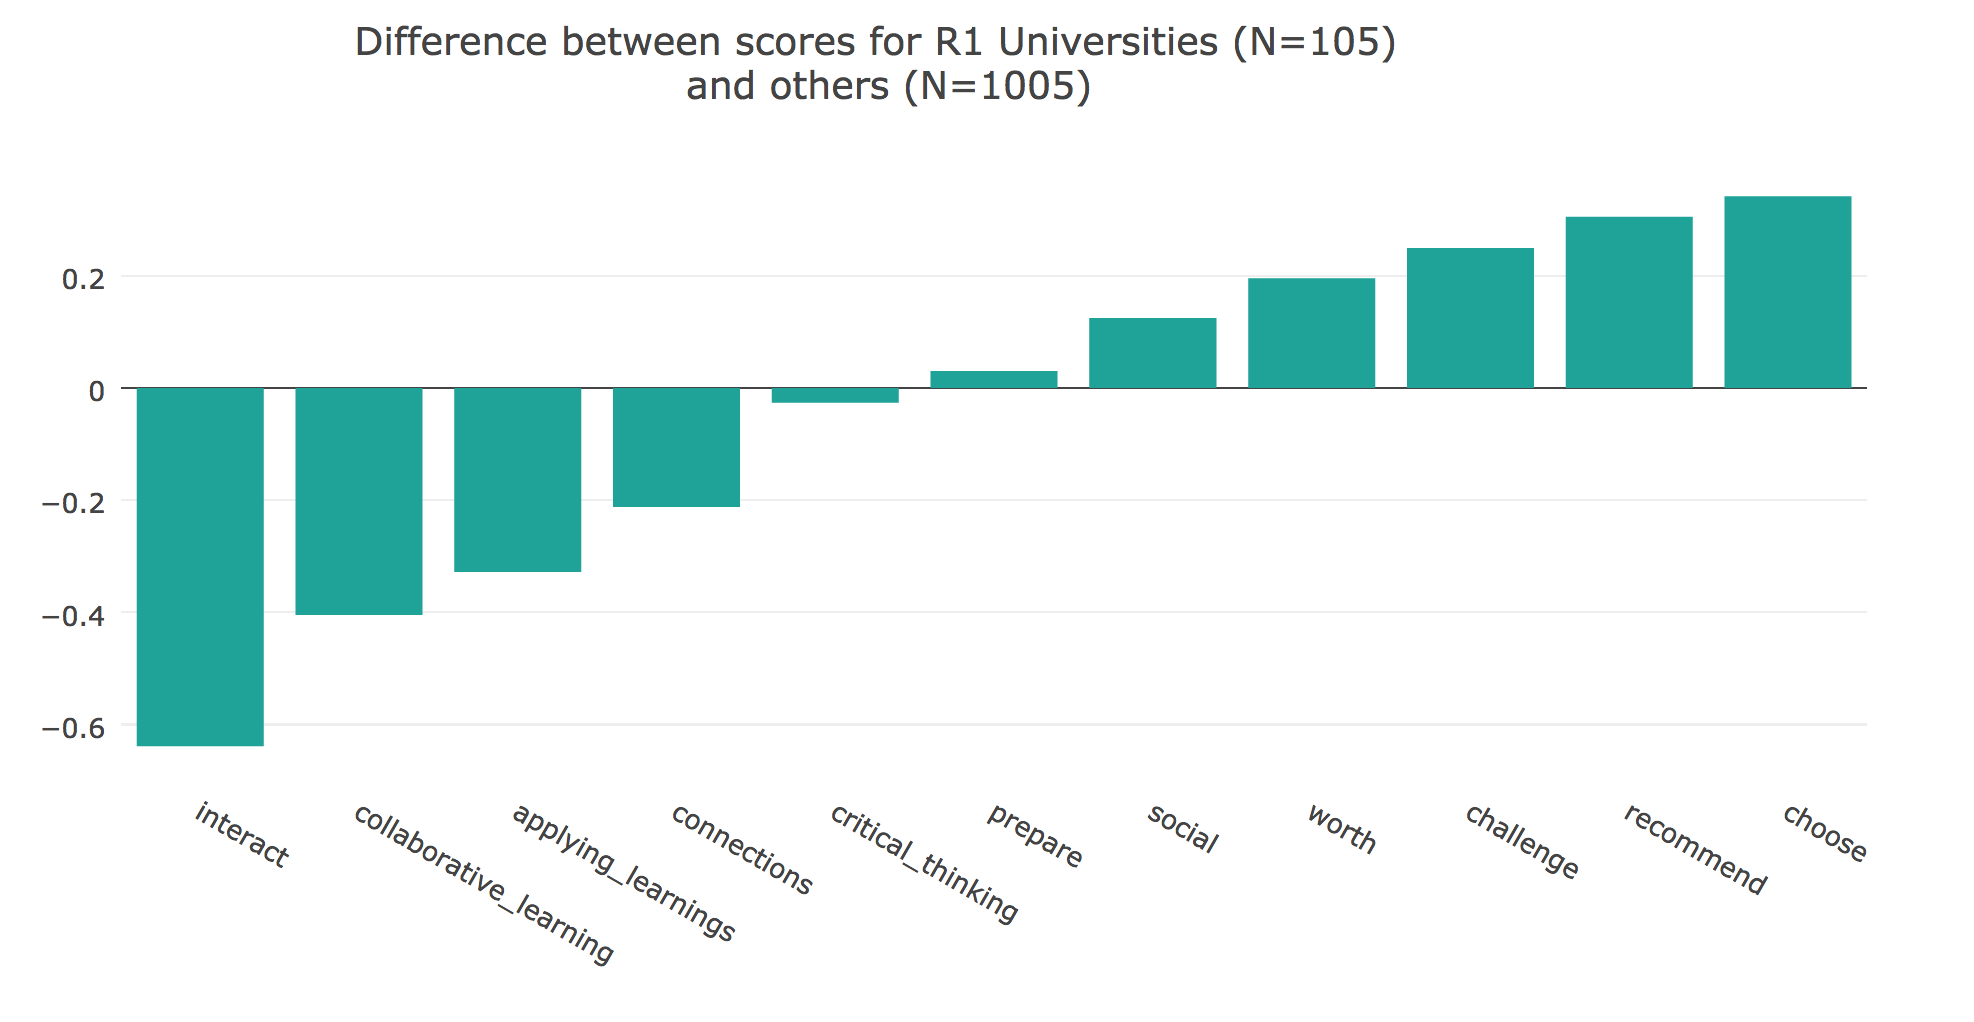 Difference between scores for R1 Universities (N=105)
and others (N=1005)
0.2
0
−0.2
−0.4
−0.6
interact
collaborative_learning
applying_learnings
connections
critical_thinking
prepare
social
worth
challenge
recommend
choose